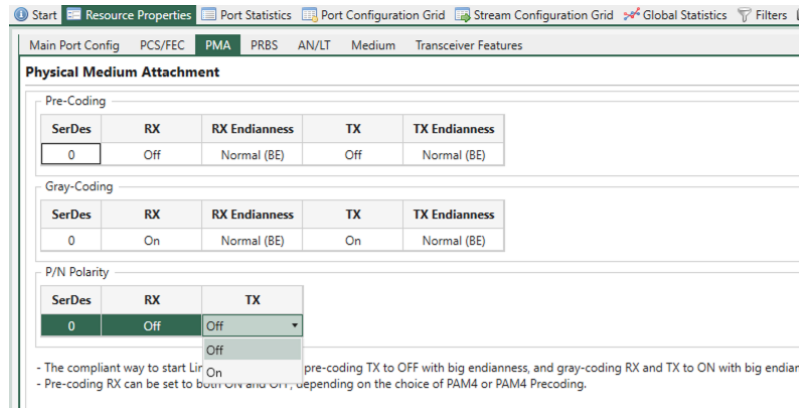 Start Resource Properties Port Statistics Port Configuration Grid Stream Configuration Grid Global Statistics Filters
Main Port Config PCS/FEC PMA PRBS AN/LT Medium Transceiver Features
Physical Medium Attachment
Pre-Coding
SerDes RX RX Endianness TX TX Endianness
0 Off Normal (BE) Off Normal (BE)
Gray-Coding
SerDes RX RX Endianness TX TX Endianness
0 On Normal (BE) On Normal (BE)
P/N Polarity
SerDes RX TX
0 Off Off
Off
On
- The compliant way to start pre-coding TX to OFF with big endianness, and gray-coding RX and TX to ON with big
- Pre-coding RX can be set to both ON and OFF, depending on the choice of PAM4 or PAM4 Precoding.